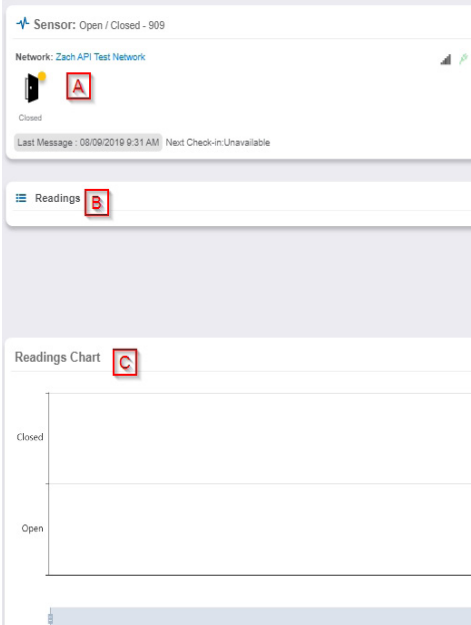 Sensor: Open / Closed - 909
Network: Zach API Test Network
A
Closed
Last Message : 08/09/2019 9:31 AM Next Check-in:Unavailable
Readings B
Readings Chart C
Closed
Open